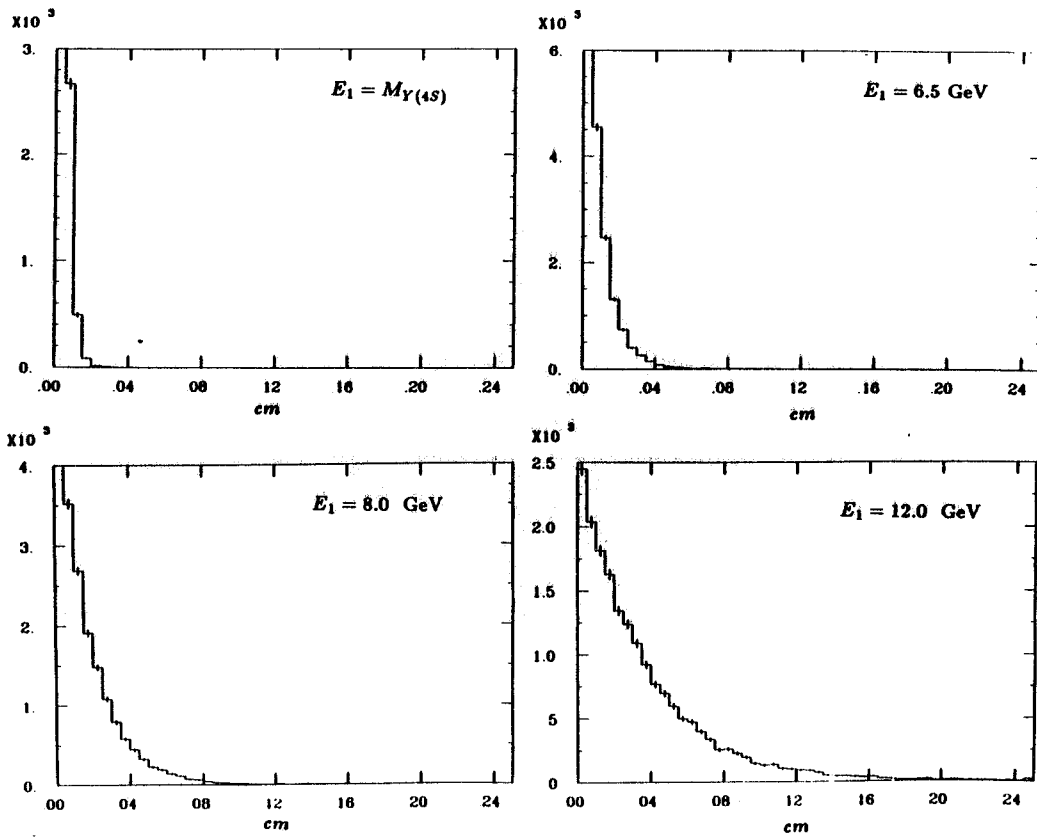 X10 3
3.
2.
1.
0.
.00 .04 .08 12 .16 .20 .24
cm
E1 = MΥ(4S)
X10 3
6.
4.
2.
0.
.00 .04 .08 12 .16 .20 24
cm
E1 = 6.5 GeV
X10 3
4.
3.
2.
1.
0.
00 04 08 12 16 20 24
cm
E1 = 8.0 GeV
X10 3
2.5
2.0
1.5
1.0
5
0
00 04 08 12 16 20 24
cm
E1 = 12.0 GeV